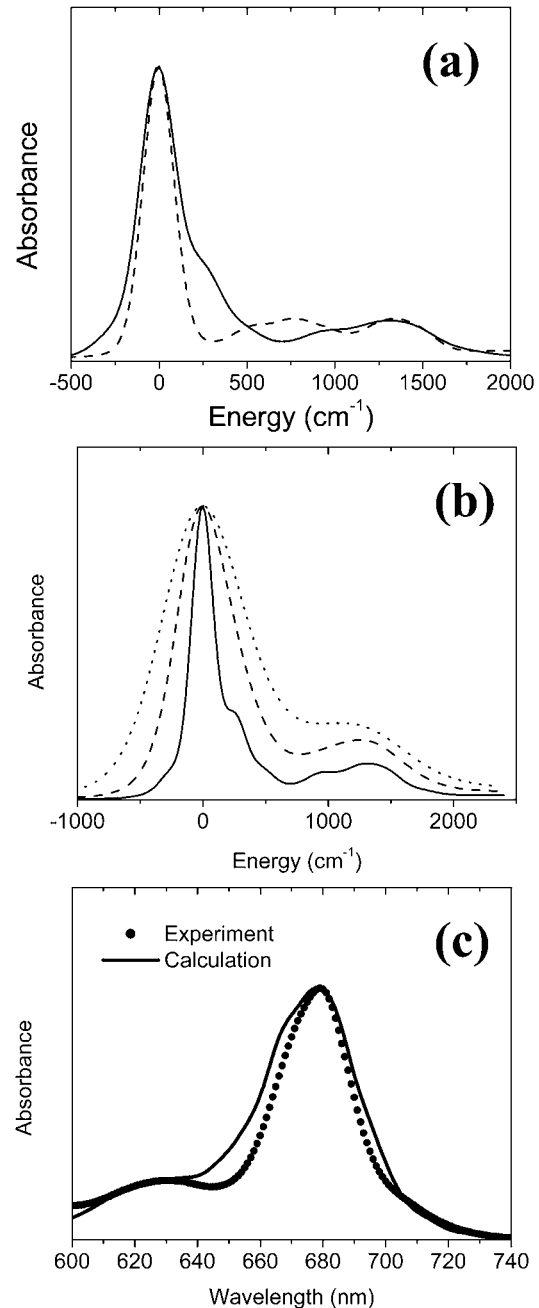 (a)
Absorbance
-500 0 500 1000 1500 2000
Energy (cm⁻¹)
(b)
Absorbance
-1000 0 1000 2000
Energy (cm⁻¹)
Experiment
Calculation
(c)
Absorbance
600 620 640 660 680 700 720 740
Wavelength (nm)